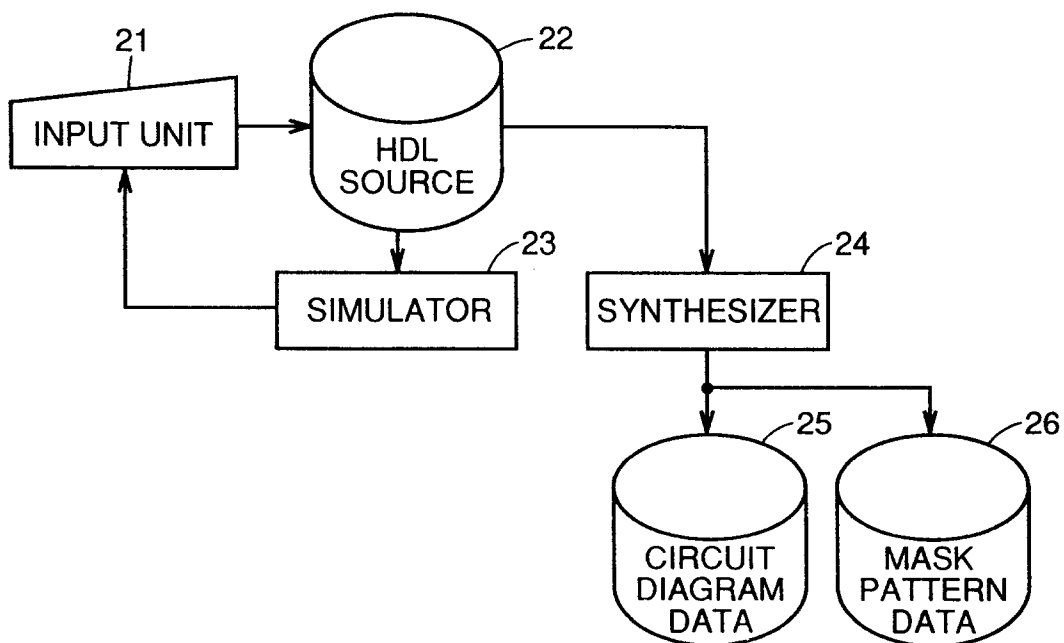 21
INPUT UNIT
22
HDL
SOURCE
23
SIMULATOR
24
SYNTHESIZER
25
CIRCUIT
DIAGRAM
DATA
26
MASK
PATTERN
DATA